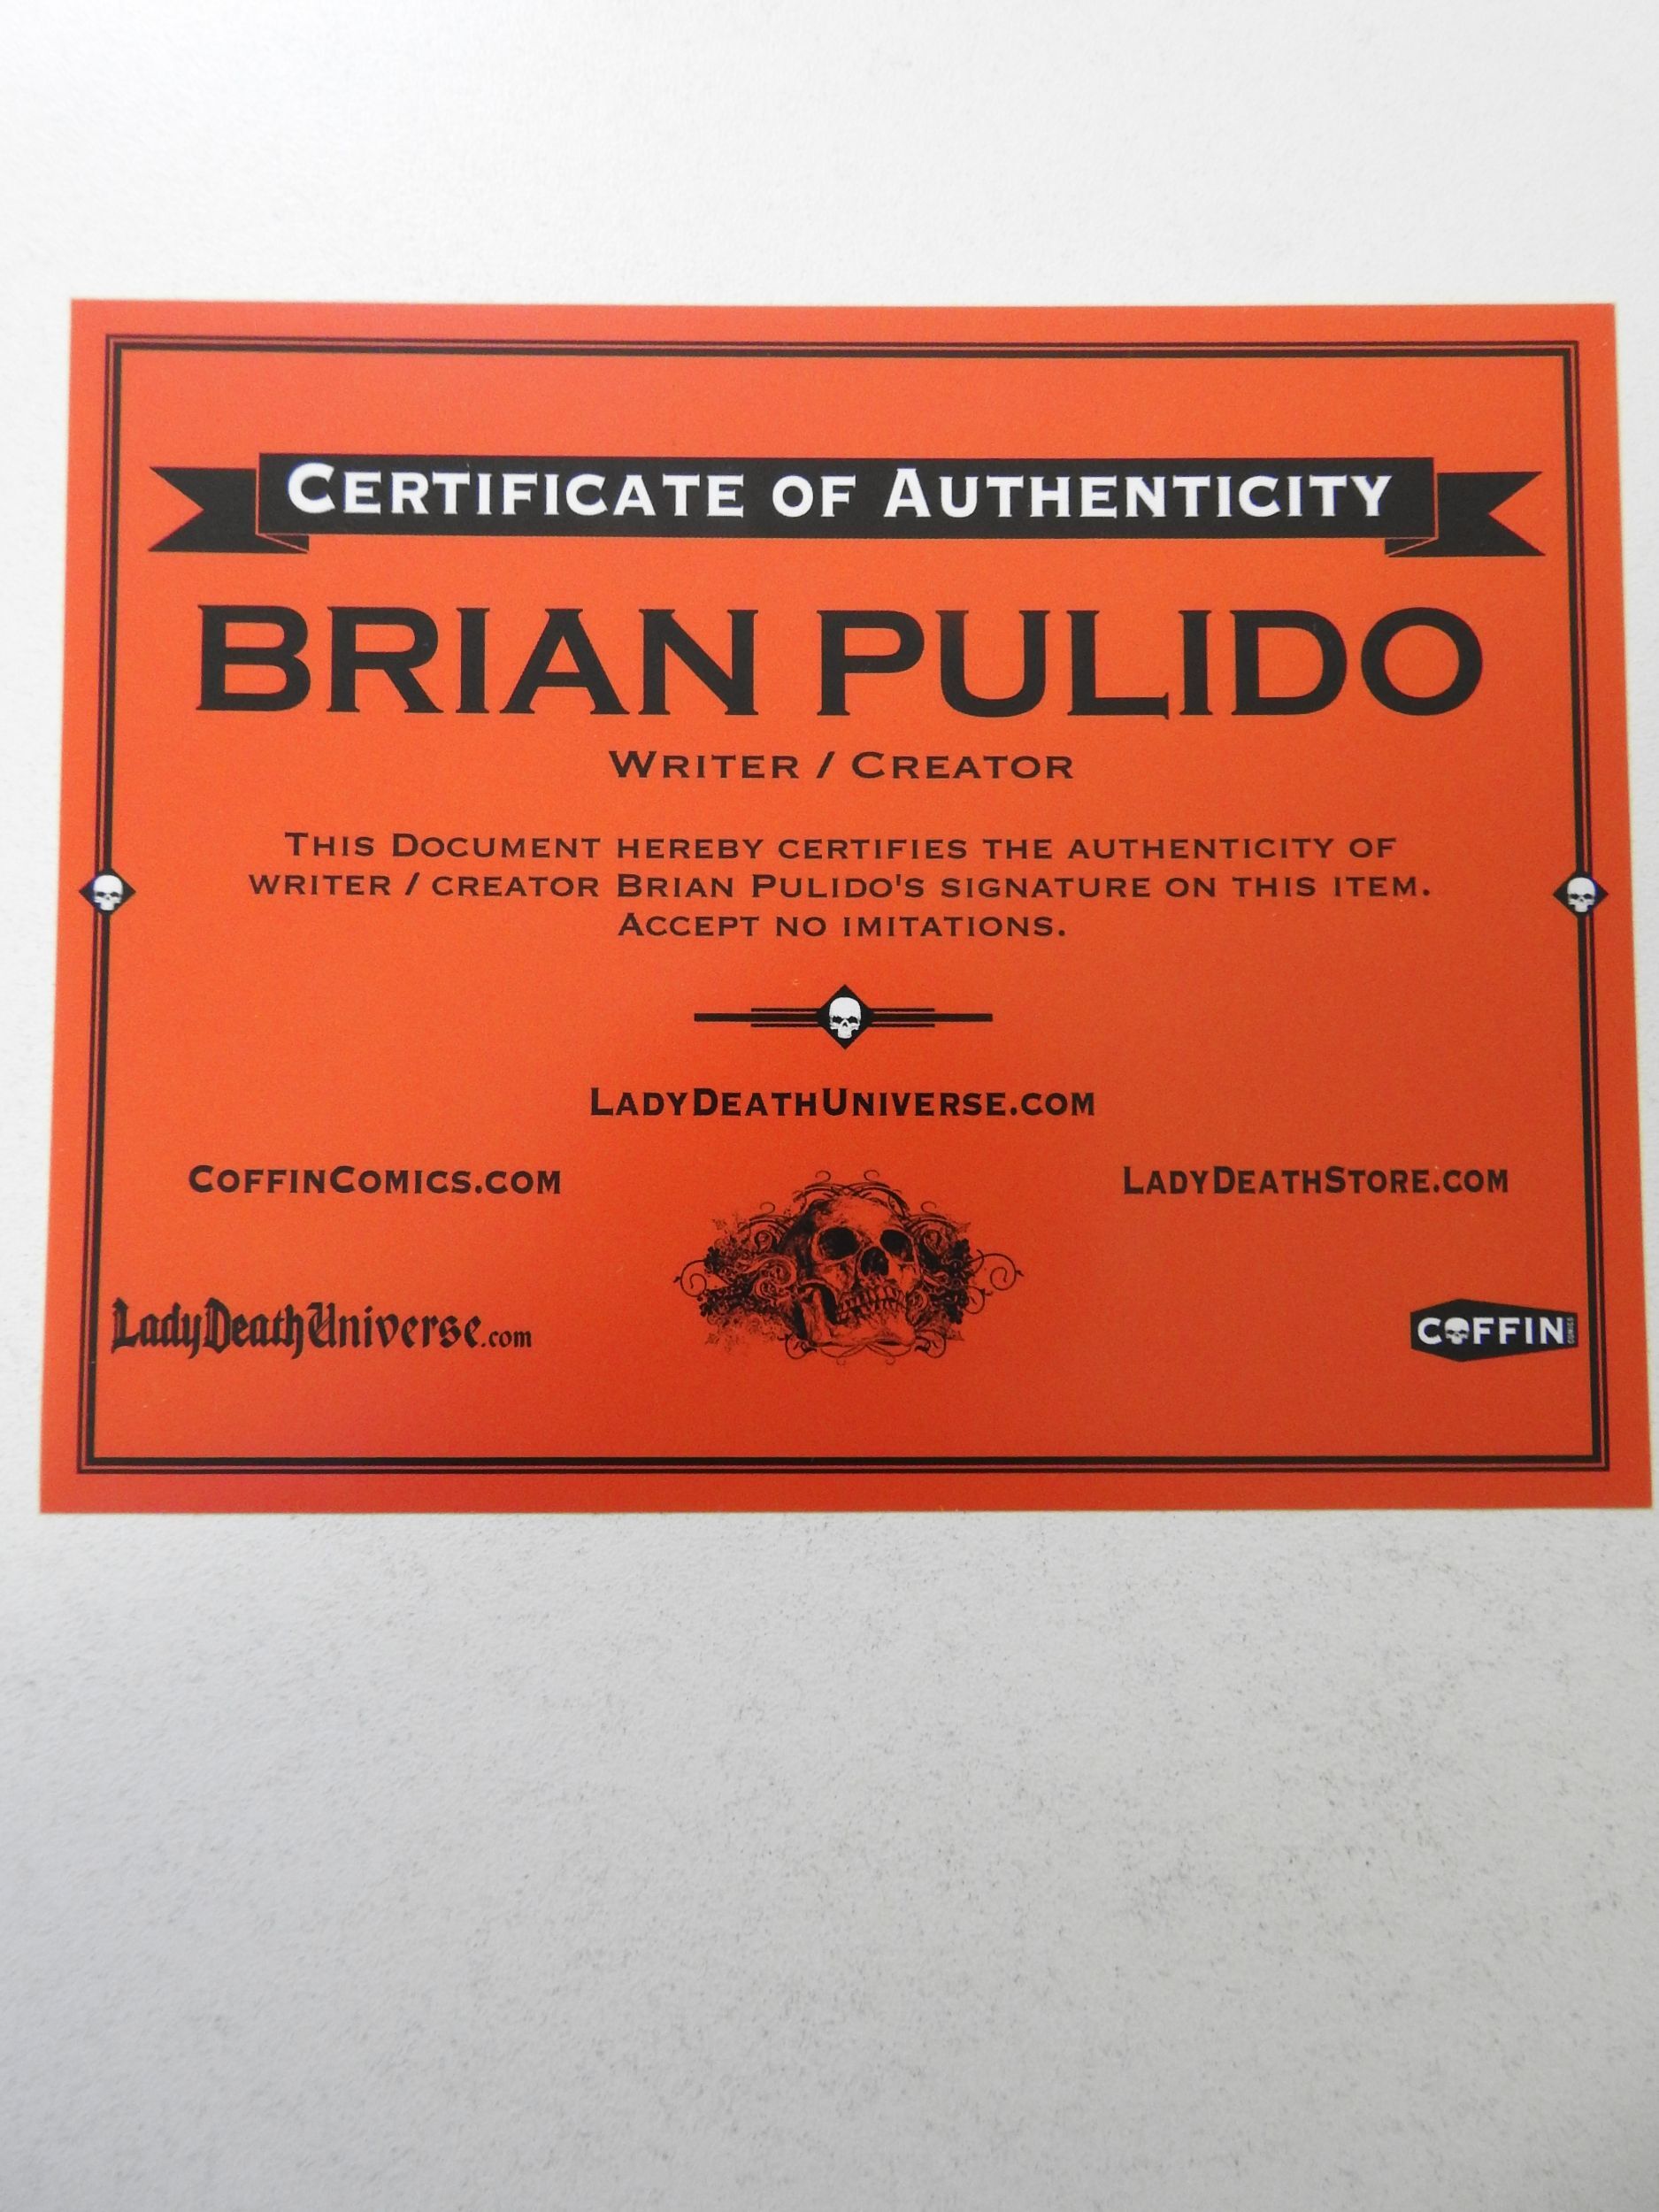 CERTIFICATE OF AUTHENTICITY
BRIAN PULIDO
WRITER / CREATOR
THIS DOCUMENT HEREBY CERTIFIES THE AUTHENTICITY OF
WRITER / CREATOR BRIAN PULIDO'S SIGNATURE ON THIS ITEM.
ACCEPT NO IMITATIONS.
LADYDEATHUNIVERSE.COM
COFFINCOMICS.COM
LADYDEATHSTORE.COM
LadyDeathUniverse.com
COFFIN COMICS